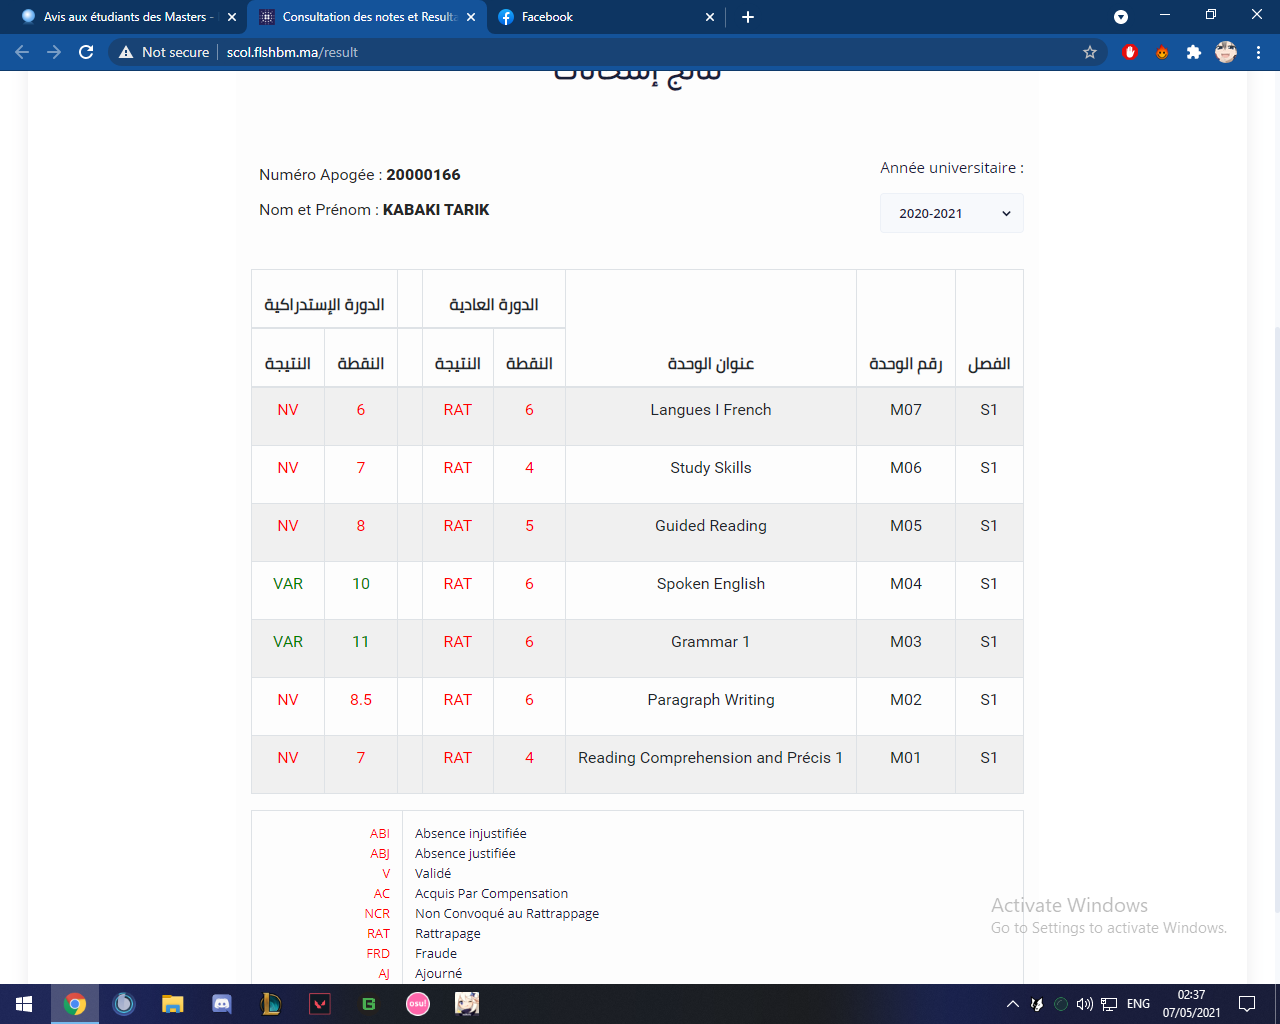 Avis aux étudiants des Masters -
Consultation des notes et Resulta
Facebook
Not secure
scol.flshbm.ma/result
نتائج إمتحانات
Numéro Apogée : 20000166
Année universitaire :
Nom et Prénom : KABAKI TARIK
2020-2021
الدورة الإستدراكية الدورة العادية
النتيجة النقطة النتيجة النقطة عنوان الوحدة رقم الوحدة الفصل
NV 6 RAT 6 Langues I French M07 S1
NV 7 RAT 4 Study Skills M06 S1
NV 8 RAT 5 Guided Reading M05 S1
VAR 10 RAT 6 Spoken English M04 S1
VAR 11 RAT 6 Grammar 1 M03 S1
NV 8.5 RAT 6 Paragraph Writing M02 S1
NV 7 RAT 4 Reading Comprehension and Précis 1 M01 S1
ABI Absence injustifiée
ABJ Absence justifiée
V Validé
AC Acquis Par Compensation
NCR Non Convoqué au Rattrappage
RAT Rattrapage
FRD Fraude
AJ Ajourné
Activate Windows
Go to Settings to activate Windows.
osu!
ENG
02:37
07/05/2021